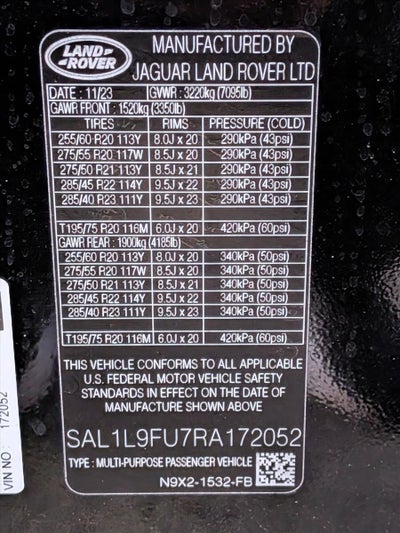 LAND-
-ROVER
MANUFACTURED BY
JAGUAR LAND ROVER LTD
DATE : 11/23 GVWR : 3220kg (7095lb)
GAWR FRONT : 1520kg (3350lb)
TIRES RIMS PRESSURE (COLD)
255/60 R20 113Y 8.0J x 20 290kPa (43psi)
275/55 R20 117W 8.0J x 20 290kPa (43psi)
275/50 R21 113Y 8.5J x 21 290kPa (43psi)
285/45 R22 114Y 9.5J x 22 290kPa (43psi)
285/40 R23 111Y 9.5J x 23 290kPa (43psi)
T195/75 R20 116M 6.0J x 20 420kPa (60psi)
GAWR REAR : 1900kg (4185lb)
255/60 R20 113Y 8.0J x 20 340kPa (50psi)
275/55 R20 117W 8.0J x 20 340kPa (50psi)
275/50 R21 113Y 8.5J x 21 340kPa (50psi)
285/45 R22 114Y 9.5J x 22 340kPa (50psi)
285/40 R23 111Y 9.5J x 23 340kPa (50psi)
T195/75 R20 116M 6.0J x 20 420kPa (60psi)
THIS VEHICLE CONFORMS TO ALL APPLICABLE
U.S. FEDERAL MOTOR VEHICLE SAFETY
STANDARDS IN EFFECT ON THE DATE OF
MANUFACTURE SHOWN ABOVE
SAL1L9FU7RA172052
TYPE : MULTI-PURPOSE PASSENGER VEHICLE
N9X2-1532-FB
VIN NO :
172052